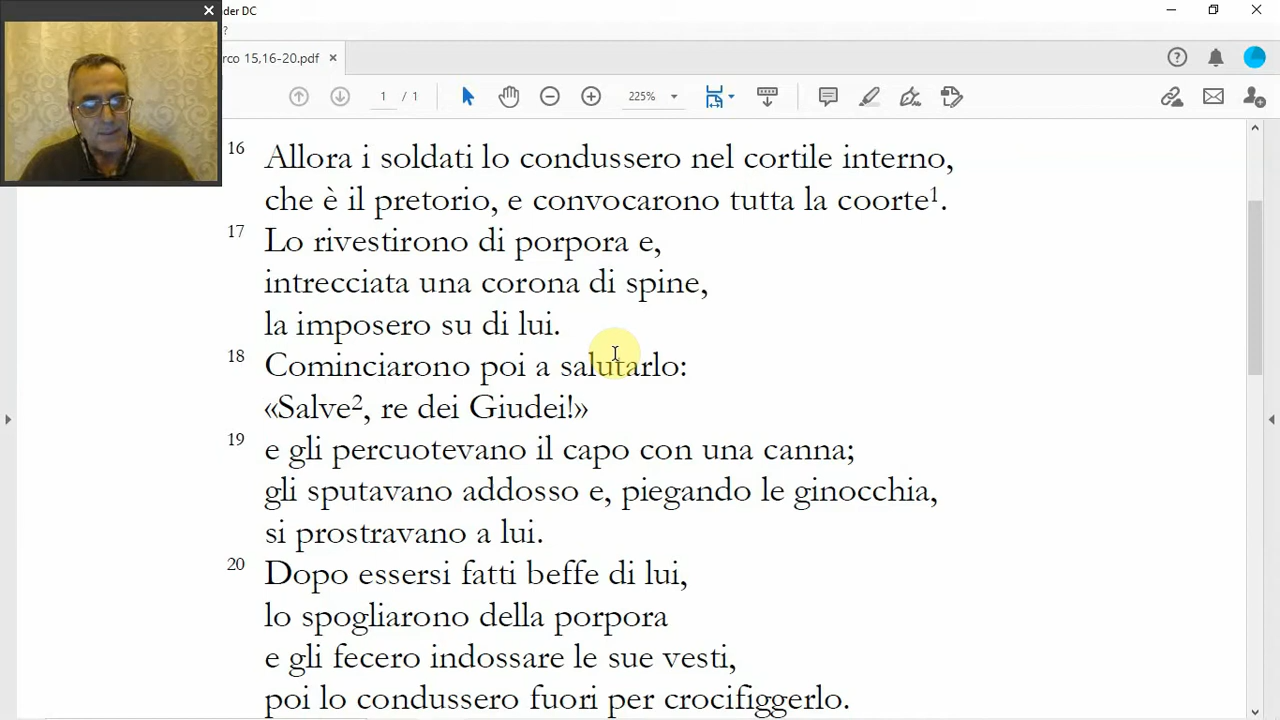 der DC
?
rco 15,16-20.pdf
1 / 1
225%
16 Allora i soldati lo condussero nel cortile interno,
che è il pretorio, e convocarono tutta la coorte¹.
17 Lo rivestirono di porpora e,
intrecciata una corona di spine,
la imposero su di lui.
18 Cominciarono poi a salutarlo:
«Salve², re dei Giudei!»
19 e gli percuotevano il capo con una canna;
gli sputavano addosso e, piegando le ginocchia,
si prostravano a lui.
20 Dopo essersi fatti beffe di lui,
lo spogliarono della porpora
e gli fecero indossare le sue vesti,
poi lo condussero fuori per crocifiggerlo.